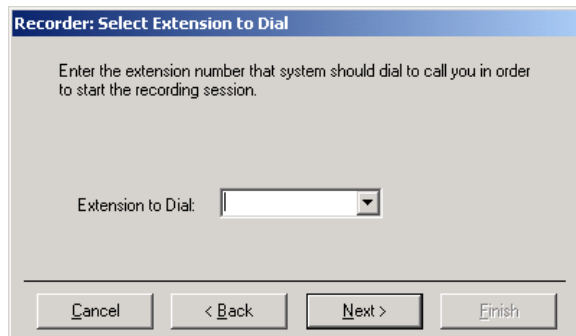 Recorder: Select Extension to Dial
Enter the extension number that system should dial to call you in order
to start the recording session.
Extension to Dial:
Cancel < Back Next > Finish